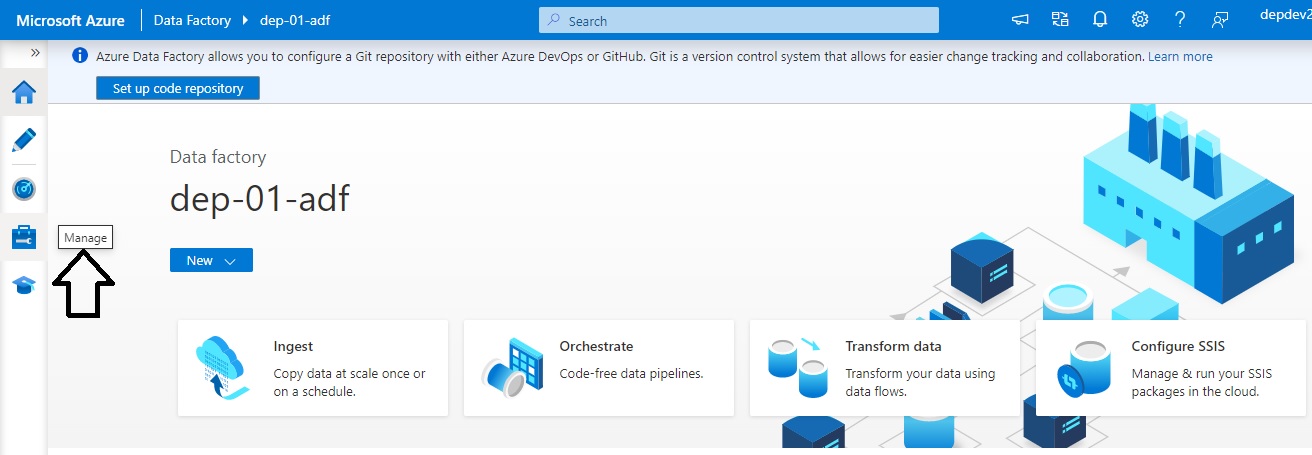 Microsoft Azure Data Factory dep-01-adf Search depdev2
» Azure Data Factory allows you to configure a Git repository with either Azure DevOps or GitHub. Git is a version control system that allows for easier change tracking and collaboration. Learn more
Set up code repository
Data factory
dep-01-adf
Manage
New
Ingest
Copy data at scale once or
on a schedule.
Orchestrate
Code-free data pipelines.
Transform data
Transform your data using
data flows.
Configure SSIS
Manage & run your SSIS
packages in the cloud.